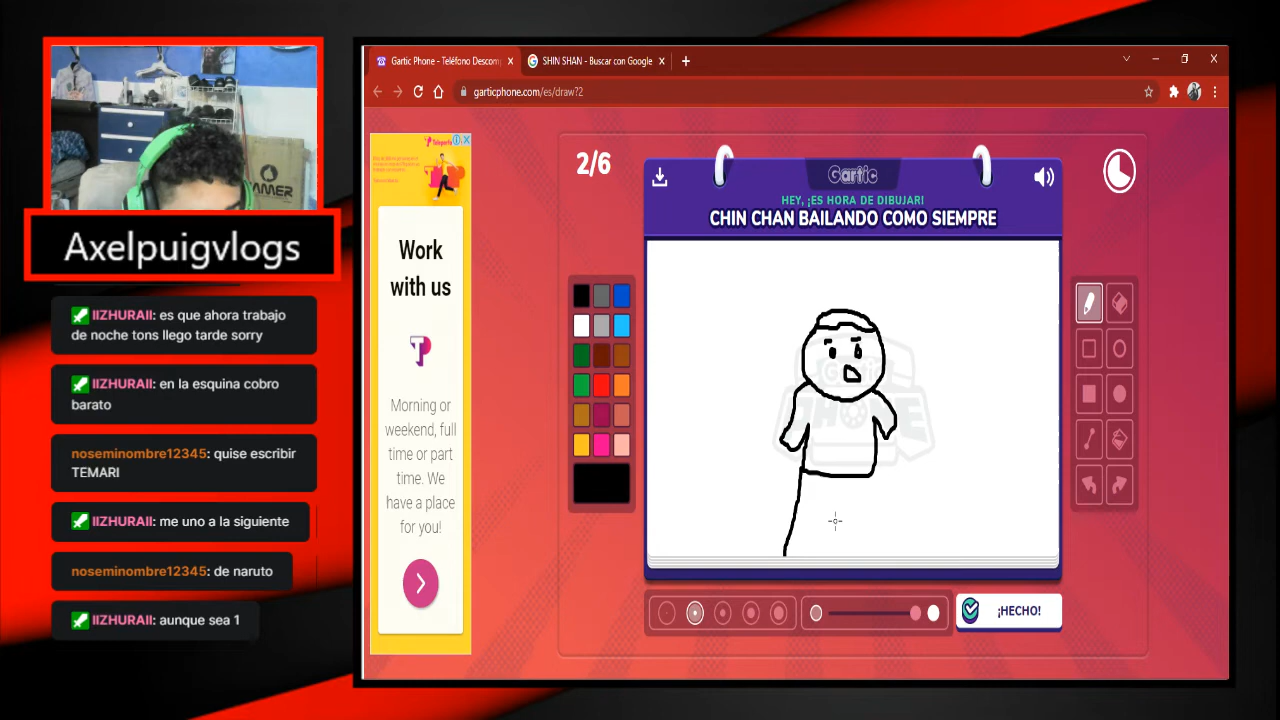 Axelpuigvlogs
IIZHURAII: es que ahora trabajo
de noche tons llego tarde sorry
IIZHURAII: en la esquina cobro
barato
noseminombre12345: quise escribir
TEMARI
IIZHURAII: me uno a la siguiente
noseminombre12345: de naruto
IIZHURAII: aunque sea 1
Gartic Phone - Teléfono Descom
SHIN SHAN - Buscar con Google
garticphone.com/es/draw?2
Work
with us
Morning or
weekend, full
time or part
time. We
have a place
for you!
2/6
Gartic
HEY, ¡ES HORA DE DIBUJAR!
CHIN CHAN BAILANDO COMO SIEMPRE
Gartic
PHONE
¡HECHO!